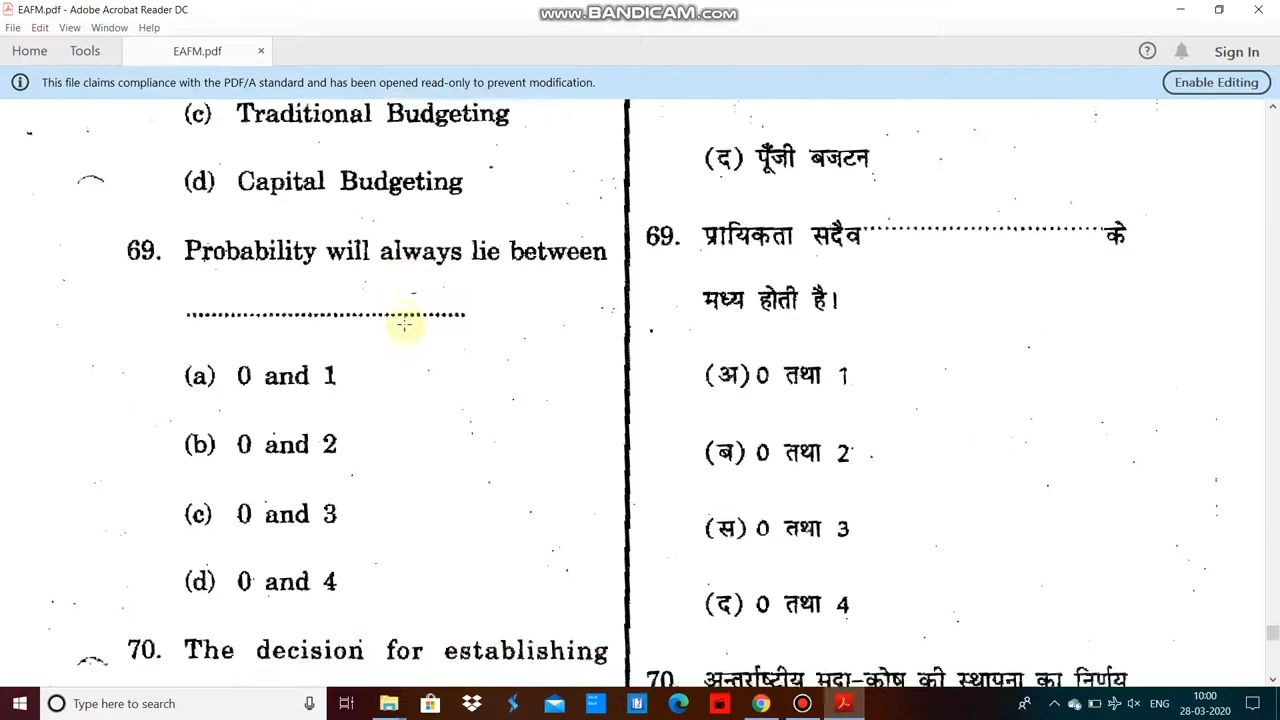 EAFM.pdf - Adobe Acrobat Reader DC
www.BANDICAM.com
File Edit View Window Help
Home Tools EAFM.pdf × Sign In
This file claims compliance with the PDF/A standard and has been opened read-only to prevent modification. Enable Editing
(c) Traditional Budgeting
(d) Capital Budgeting
69. Probability will always lie between
........................................
(a) 0 and 1
(b) 0 and 2
(c) 0 and 3
(d) 0 and 4
70. The decision for establishing
(द) पूँजी बजटन
69. प्रायिकता सदैव................................के
मध्य होती है।
(अ) 0 तथा 1
(ब) 0 तथा 2
(स) 0 तथा 3
(द) 0 तथा 4
70. अन्तर्राष्ट्रीय मुद्रा-कोष की स्थापना का निर्णय
Type here to search
ENG
10:00
28-03-2020